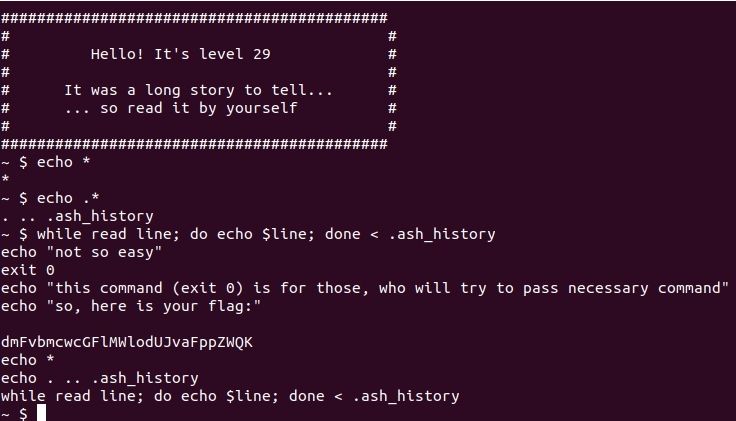 ###########################################
#                                          #
#         Hello! It's level 29             #
#                                          #
#      It was a long story to tell...      #
#      ... so read it by yourself          #
#                                          #
###########################################
~ $ echo *
*
~ $ echo .*
. .. .ash_history
~ $ while read line; do echo $line; done < .ash_history
echo "not so easy"
exit 0
echo "this command (exit 0) is for those, who will try to pass necessary command"
echo "so, here is your flag:"

dmFvbmcwcGFlMWlodUJvaFppZWQK
echo *
echo . .. .ash_history
while read line; do echo $line; done < .ash_history
~ $